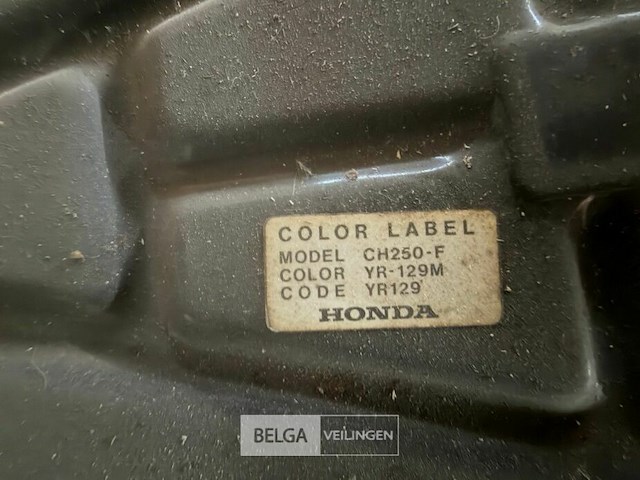 COLOR LABEL
MODEL CH250-F
COLOR YR-129M
CODE YR129
HONDA
BELGA VEILINGEN